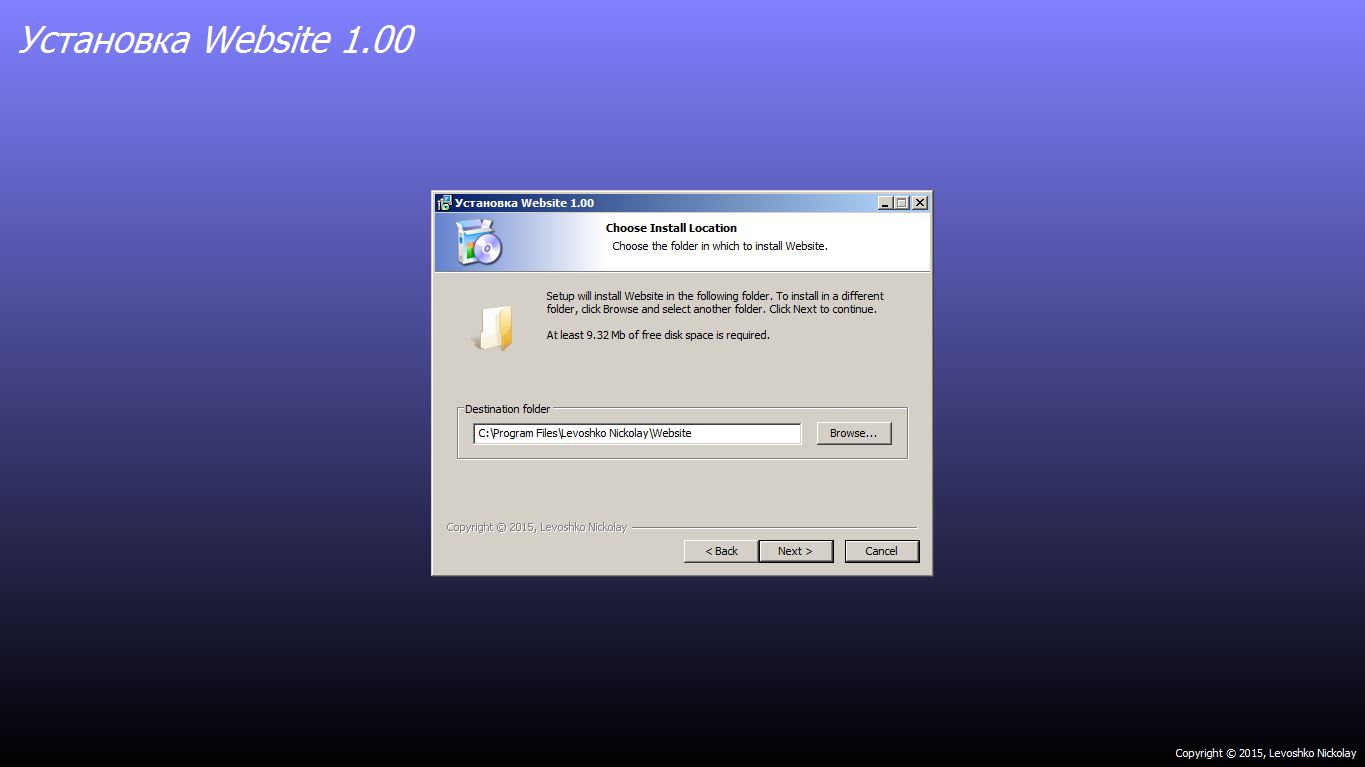 Установка Website 1.00
Установка Website 1.00
Choose Install Location
Choose the folder in which to install Website.
Setup will install Website in the following folder. To install in a different
folder, click Browse and select another folder. Click Next to continue.
At least 9.32 Mb of free disk space is required.
Destination folder
C:\Program Files\Levoshko Nickolay\Website
Browse...
Copyright © 2015, Levoshko Nickolay
< Back
Next >
Cancel
Copyright © 2015, Levoshko Nickolay